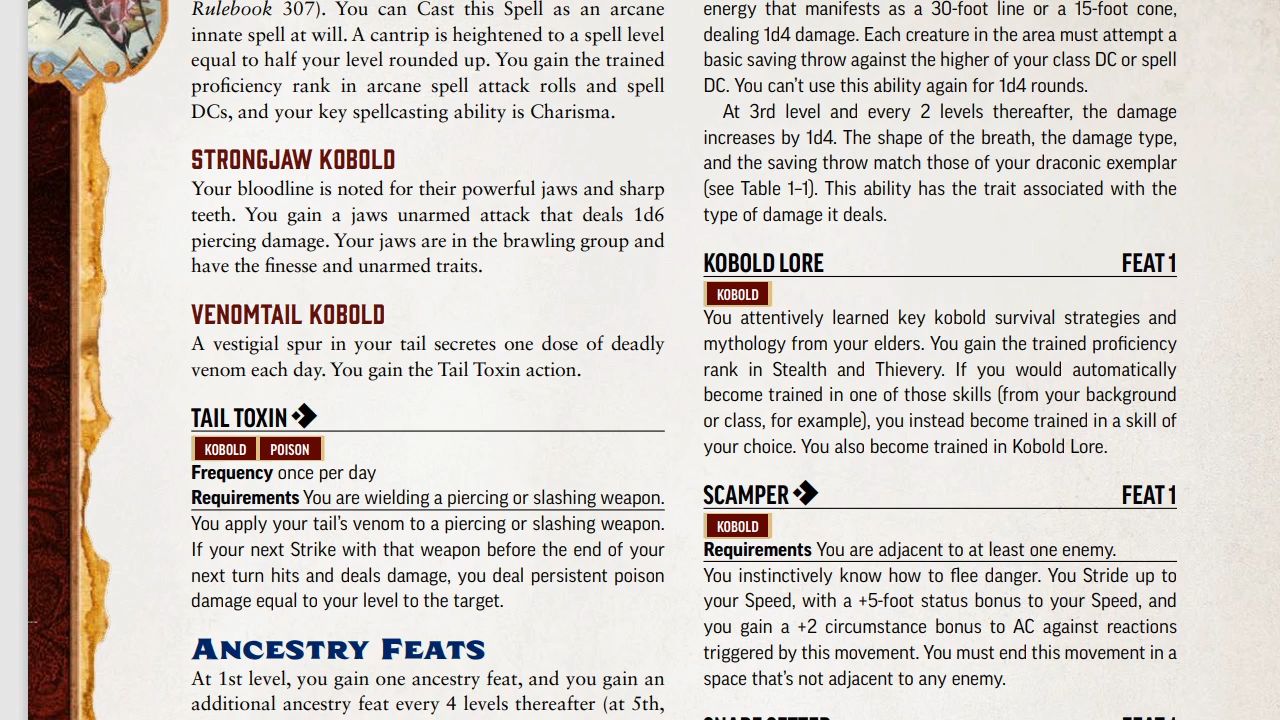 Rulebook 307). You can Cast this Spell as an arcane
innate spell at will. A cantrip is heightened to a spell level
equal to half your level rounded up. You gain the trained
proficiency rank in arcane spell attack rolls and spell
DCs, and your key spellcasting ability is Charisma.
STRONGJAW KOBOLD
Your bloodline is noted for their powerful jaws and sharp
teeth. You gain a jaws unarmed attack that deals 1d6
piercing damage. Your jaws are in the brawling group and
have the finesse and unarmed traits.
VENOMTAIL KOBOLD
A vestigial spur in your tail secretes one dose of deadly
venom each day. You gain the Tail Toxin action.
TAIL TOXIN
KOBOLD POISON
Frequency once per day
Requirements You are wielding a piercing or slashing weapon.
You apply your tail's venom to a piercing or slashing weapon.
If your next Strike with that weapon before the end of your
next turn hits and deals damage, you deal persistent poison
damage equal to your level to the target.
ANCESTRY FEATS
At 1st level, you gain one ancestry feat, and you gain an
additional ancestry feat every 4 levels thereafter (at 5th,
energy that manifests as a 30-foot line or a 15-foot cone,
dealing 1d4 damage. Each creature in the area must attempt a
basic saving throw against the higher of your class DC or spell
DC. You can't use this ability again for 1d4 rounds.
At 3rd level and every 2 levels thereafter, the damage
increases by 1d4. The shape of the breath, the damage type,
and the saving throw match those of your draconic exemplar
(see Table 1–1). This ability has the trait associated with the
type of damage it deals.
KOBOLD LORE FEAT 1
KOBOLD
You attentively learned key kobold survival strategies and
mythology from your elders. You gain the trained proficiency
rank in Stealth and Thievery. If you would automatically
become trained in one of those skills (from your background
or class, for example), you instead become trained in a skill of
your choice. You also become trained in Kobold Lore.
SCAMPER FEAT 1
KOBOLD
Requirements You are adjacent to at least one enemy.
You instinctively know how to flee danger. You Stride up to
your Speed, with a +5-foot status bonus to your Speed, and
you gain a +2 circumstance bonus to AC against reactions
triggered by this movement. You must end this movement in a
space that's not adjacent to any enemy.